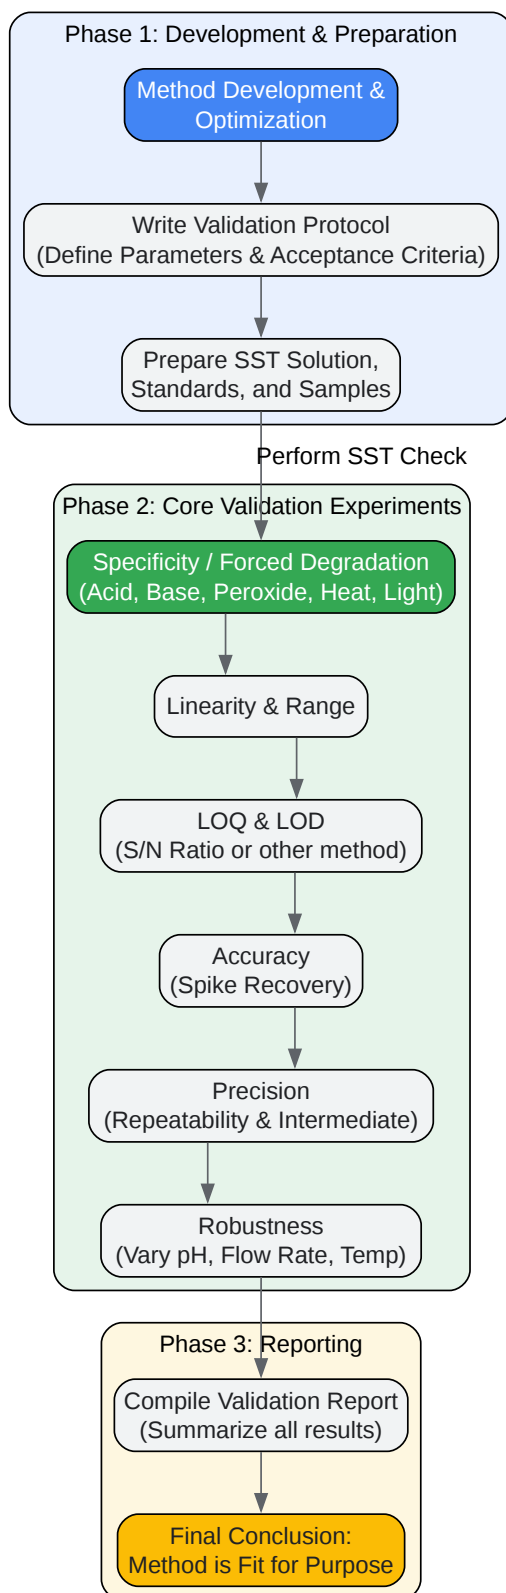 Phase 1: Development & Preparation
Method Development &
Optimization
Write Validation Protocol
(Define Parameters & Acceptance Criteria)
Prepare SST Solution,
Standards, and Samples
Perform SST Check
Phase 2: Core Validation Experiments
Specificity / Forced Degradation
(Acid, Base, Peroxide, Heat, Light)
Linearity & Range
LOQ & LOD
(S/N Ratio or other method)
Accuracy
(Spike Recovery)
Precision
(Repeatability & Intermediate)
Robustness
(Vary pH, Flow Rate, Temp)
Phase 3: Reporting
Compile Validation Report
(Summarize all results)
Final Conclusion:
Method is Fit for Purpose